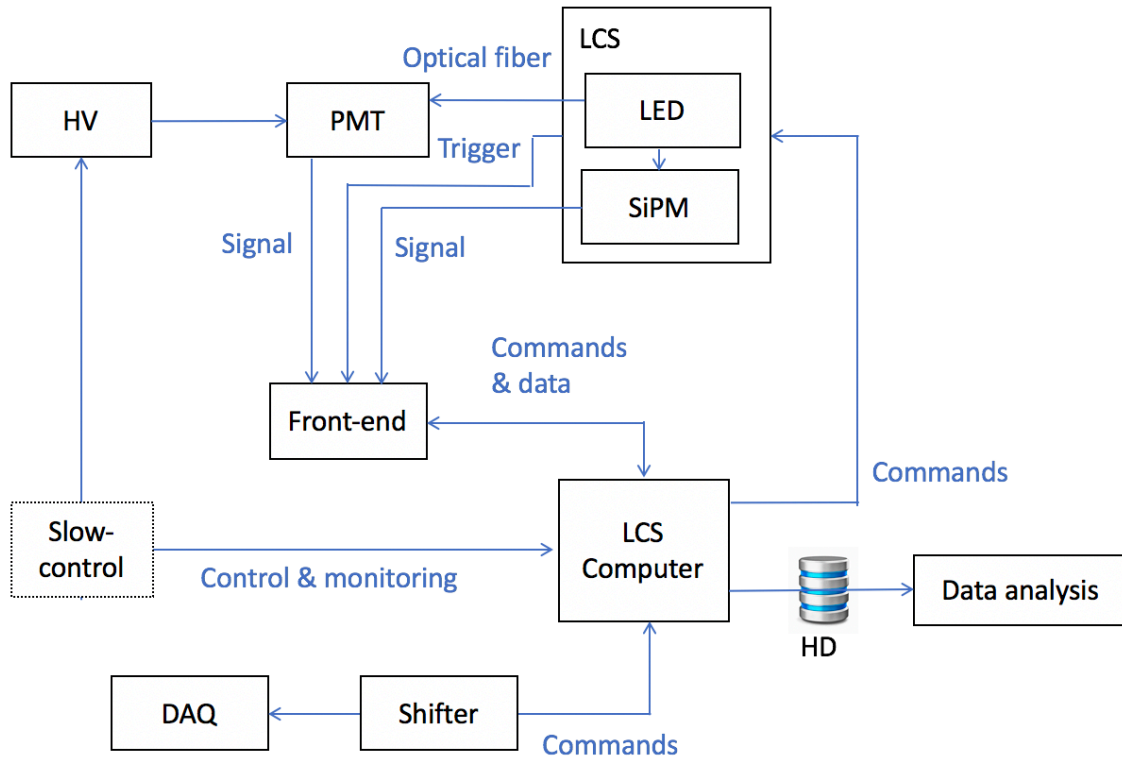 LCS
Optical fiber
HV
PMT
LED
Trigger
SiPM
Signal
Signal
Commands
& data
Front-end
Commands
Slow-
control
LCS
Computer
Control & monitoring
Data analysis
HD
DAQ
Shifter
Commands